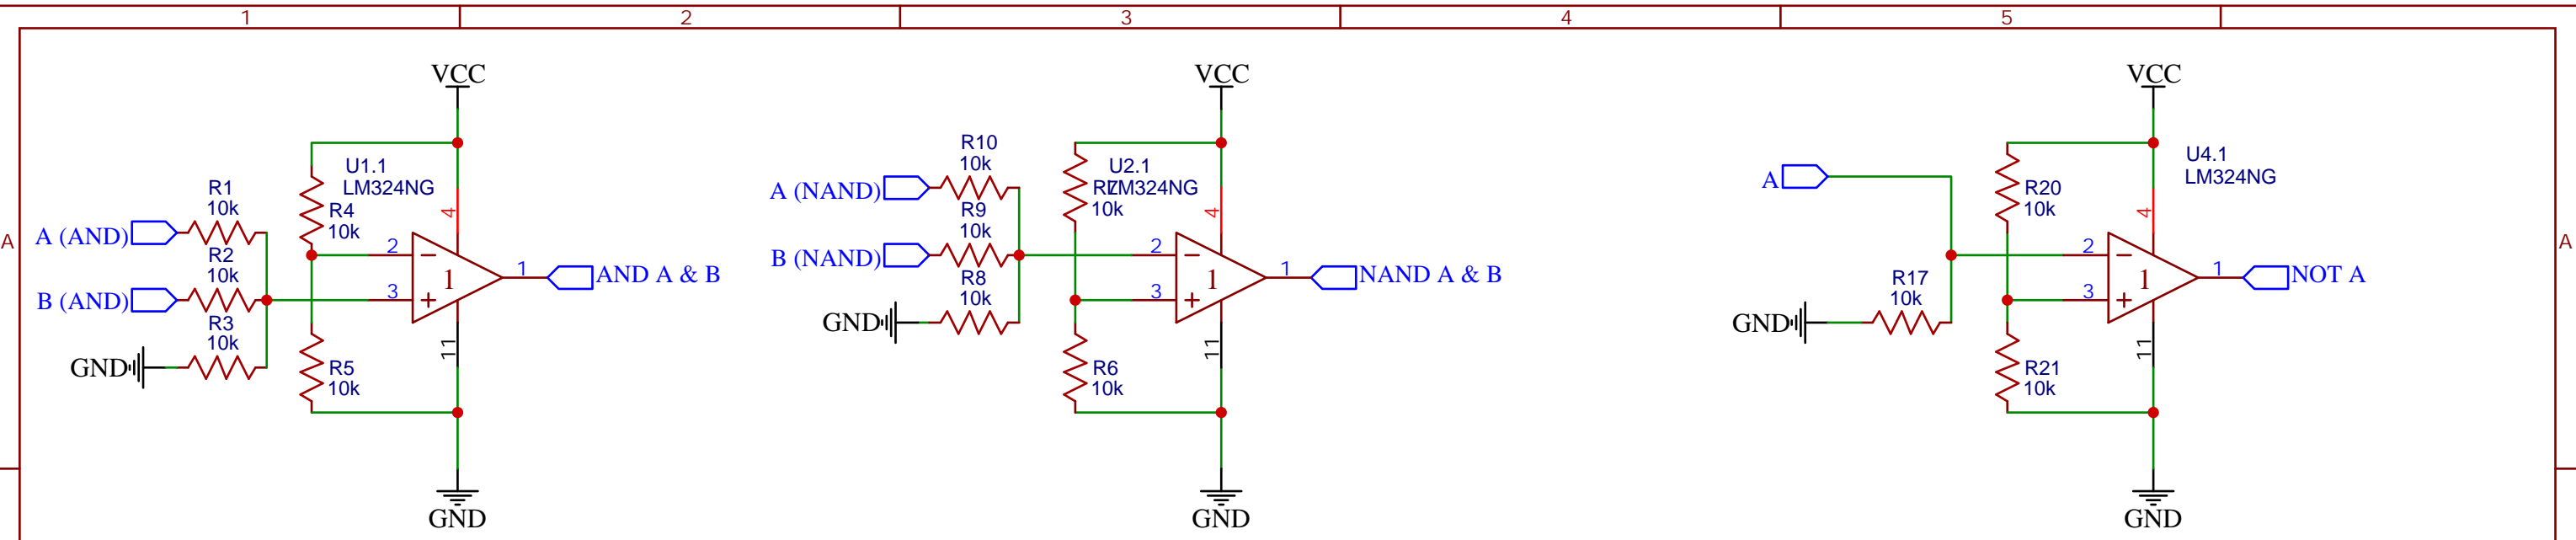 1 2 3 4 5
A
A
VCC
U1.1
LM324NG
R1
10k
R4
10k
A (AND)
R2
10k
B (AND)
R3
10k
GND
R5
10k
4
2
3
1
1
11
AND A & B
GND
VCC
R10
10k
U2.1
LM324NG
R7
10k
A (NAND)
R9
10k
B (NAND)
R8
10k
GND
R6
10k
4
2
3
1
1
11
NAND A & B
GND
VCC
U4.1
LM324NG
A
R20
10k
R17
10k
GND
R21
10k
4
2
3
1
1
11
NOT A
GND